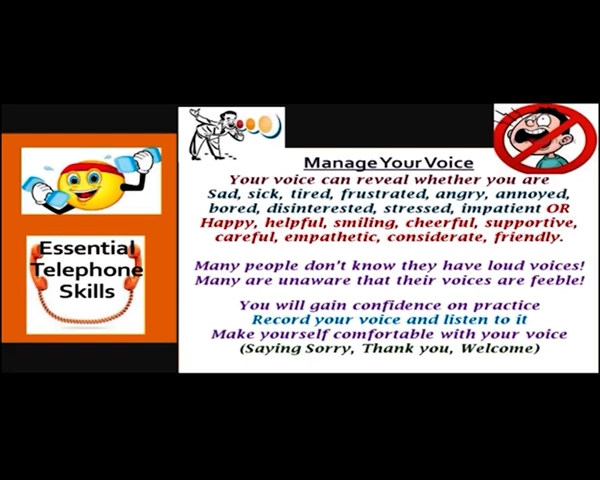 Essential
Telephone
Skills
Manage Your Voice
Your voice can reveal whether you are
Sad, sick, tired, frustrated, angry, annoyed,
bored, disinterested, stressed, impatient OR
Happy, helpful, smiling, cheerful, supportive,
careful, empathetic, considerate, friendly.
Many people don't know they have loud voices!
Many are unaware that their voices are feeble!
You will gain confidence on practice
Record your voice and listen to it
Make yourself comfortable with your voice
(Saying Sorry, Thank you, Welcome)